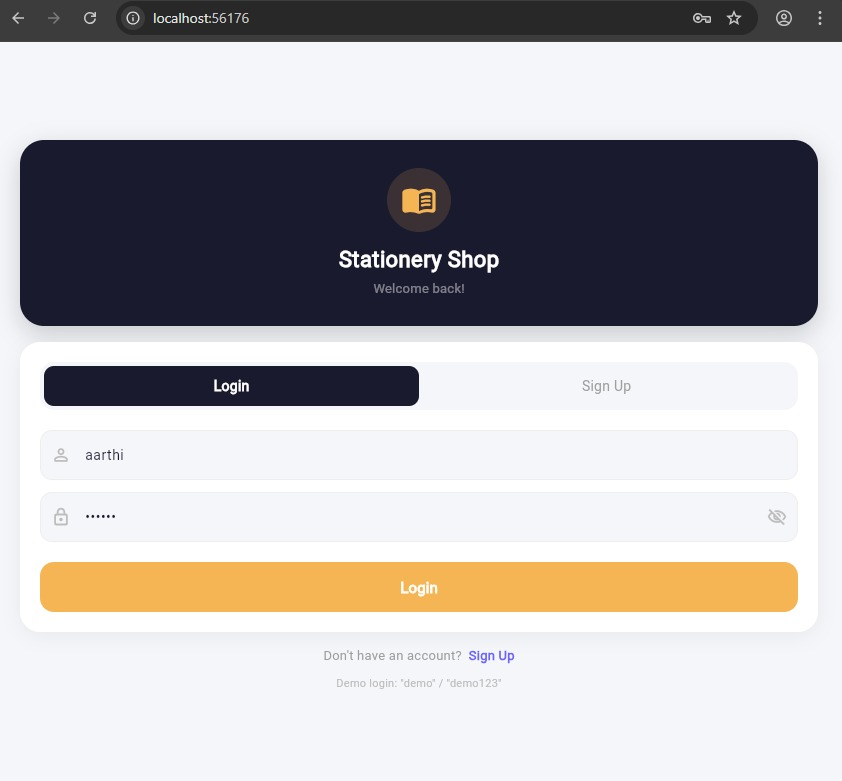 localhost:56176
Stationery Shop
Welcome back!
Login
Sign Up
aarthi
••••••
Login
Don't have an account? Sign Up
Demo login: "demo" / "demo123"